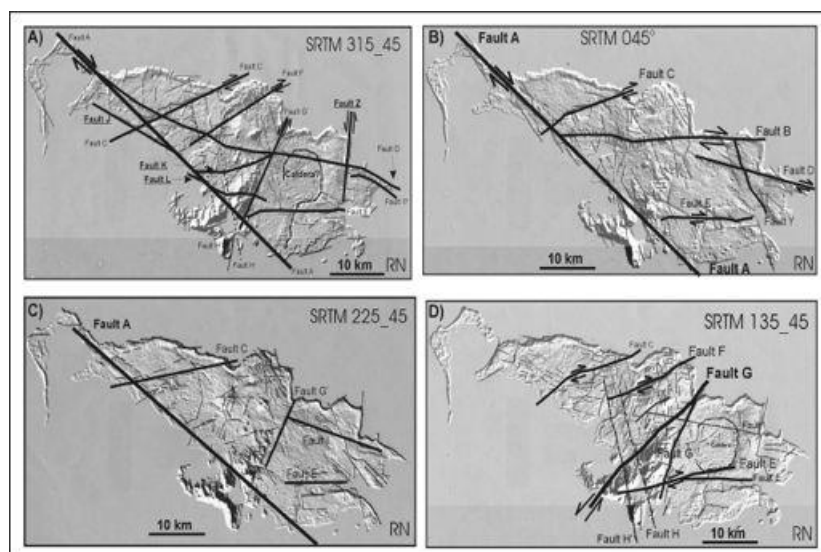 A)
SRTM 315_45
Fault A
Fault C
Fault F
Fault G'
Fault Z
Fault J
Fault C
Fault D
Fault K
Fault L
Caldera?
Fault H
Fault A
10 km
RN
B)
Fault A
SRTM 045°
Fault C
Fault B
Fault D
Fault E
Fault Y
Fault A
10 km
RN
C)
Fault A
SRTM 225_45
Fault C
Fault G'
Fault
Fault E
10 km
RN
D)
SRTM 135_45
Fault C
Fault F
Fault G
Fault
Fault G'
Fault E
Fault H'
Fault H
10 km
RN